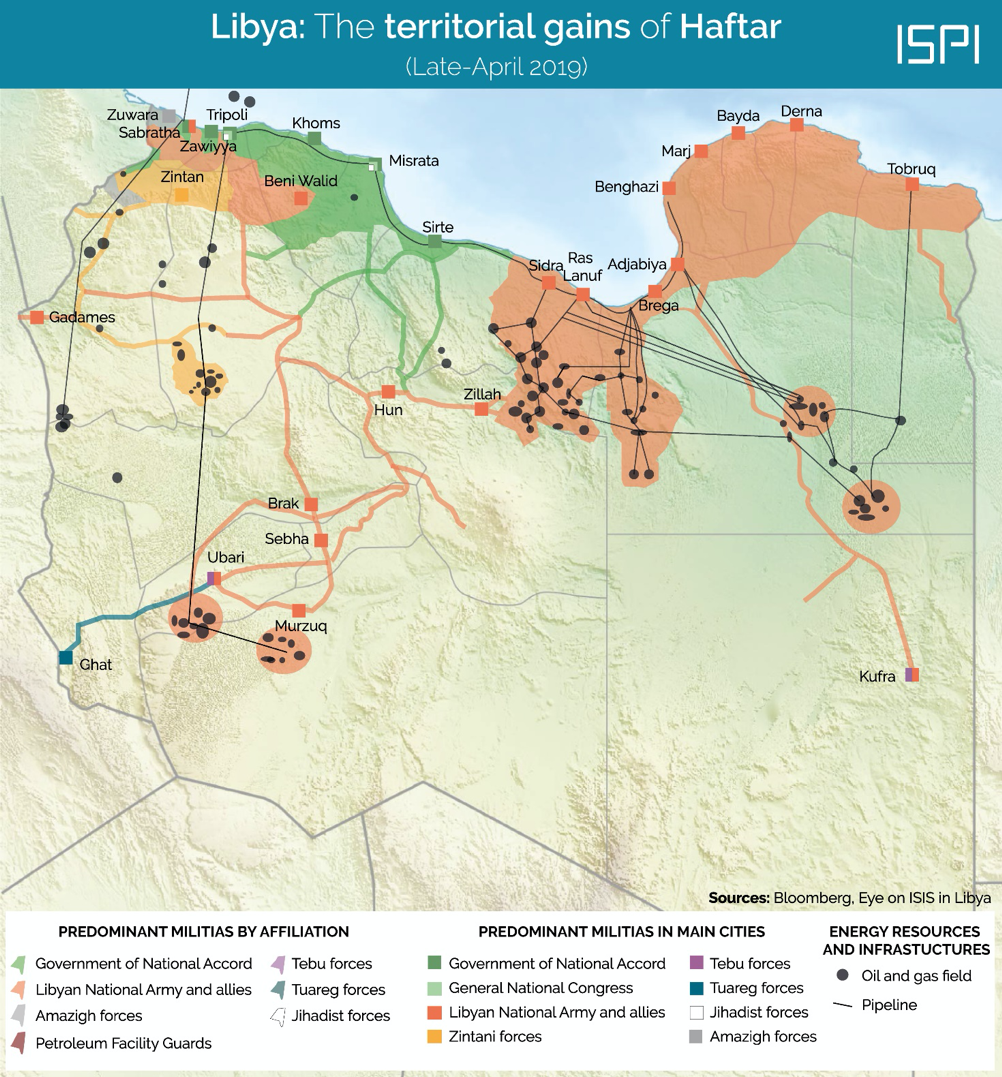 Libya: The territorial gains of Haftar
(Late-April 2019)
ISPI
Zuwara
Tripoli
Sabratha
Zawiyya
Khoms
Misrata
Zintan
Beni Walid
Sirte
Bayda
Derna
Marj
Benghazi
Tobruq
Sidra
Ras
Lanuf
Adjabiya
Brega
Gadames
Hun
Zillah
Brak
Sebha
Ubari
Murzuq
Ghat
Kufra
Sources: Bloomberg, Eye on ISIS in Libya
PREDOMINANT MILITIAS BY AFFILIATION
Government of National Accord
Libyan National Army and allies
Amazigh forces
Petroleum Facility Guards
Tebu forces
Tuareg forces
Jihadist forces
PREDOMINANT MILITIAS IN MAIN CITIES
Government of National Accord
General National Congress
Libyan National Army and allies
Zintani forces
Tebu forces
Tuareg forces
Jihadist forces
Amazigh forces
ENERGY RESOURCES
AND INFRASTUCTURES
Oil and gas field
Pipeline